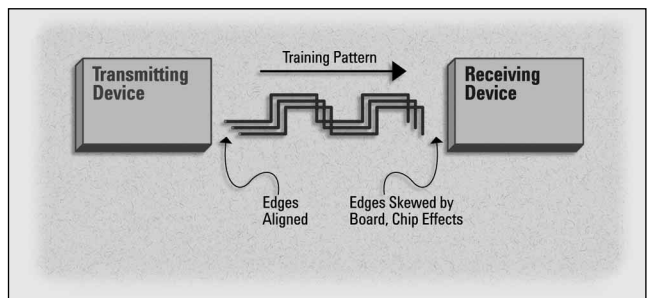 Training Pattern
Transmitting
Device
Receiving
Device
Edges
Aligned
Edges Skewed by
Board, Chip Effects